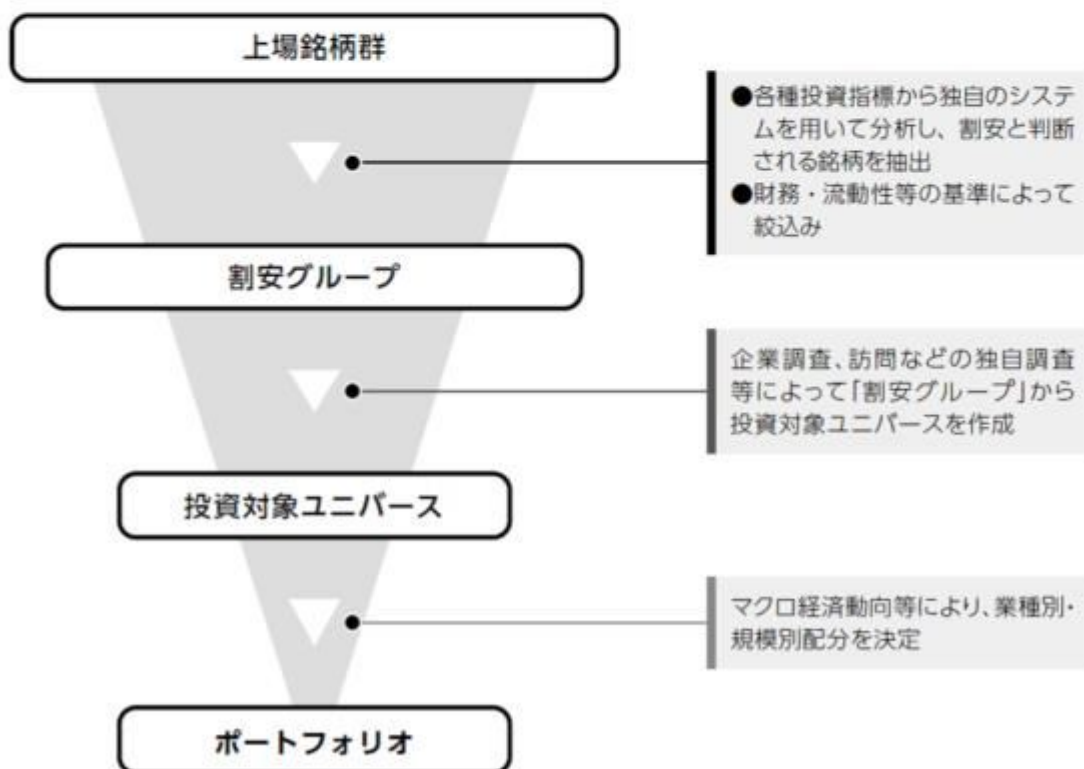 上場銘柄群
●各種投資指標から独自のシステ
ムを用いて分析し、割安と判断
される銘柄を抽出
●財務・流動性等の基準によって
絞込み
割安グループ
企業調査、訪問などの独自調査
等によって「割安グループ」から
投資対象ユニバースを作成
投資対象ユニバース
マクロ経済動向等により、業種別・
規模別配分を決定
ポートフォリオ